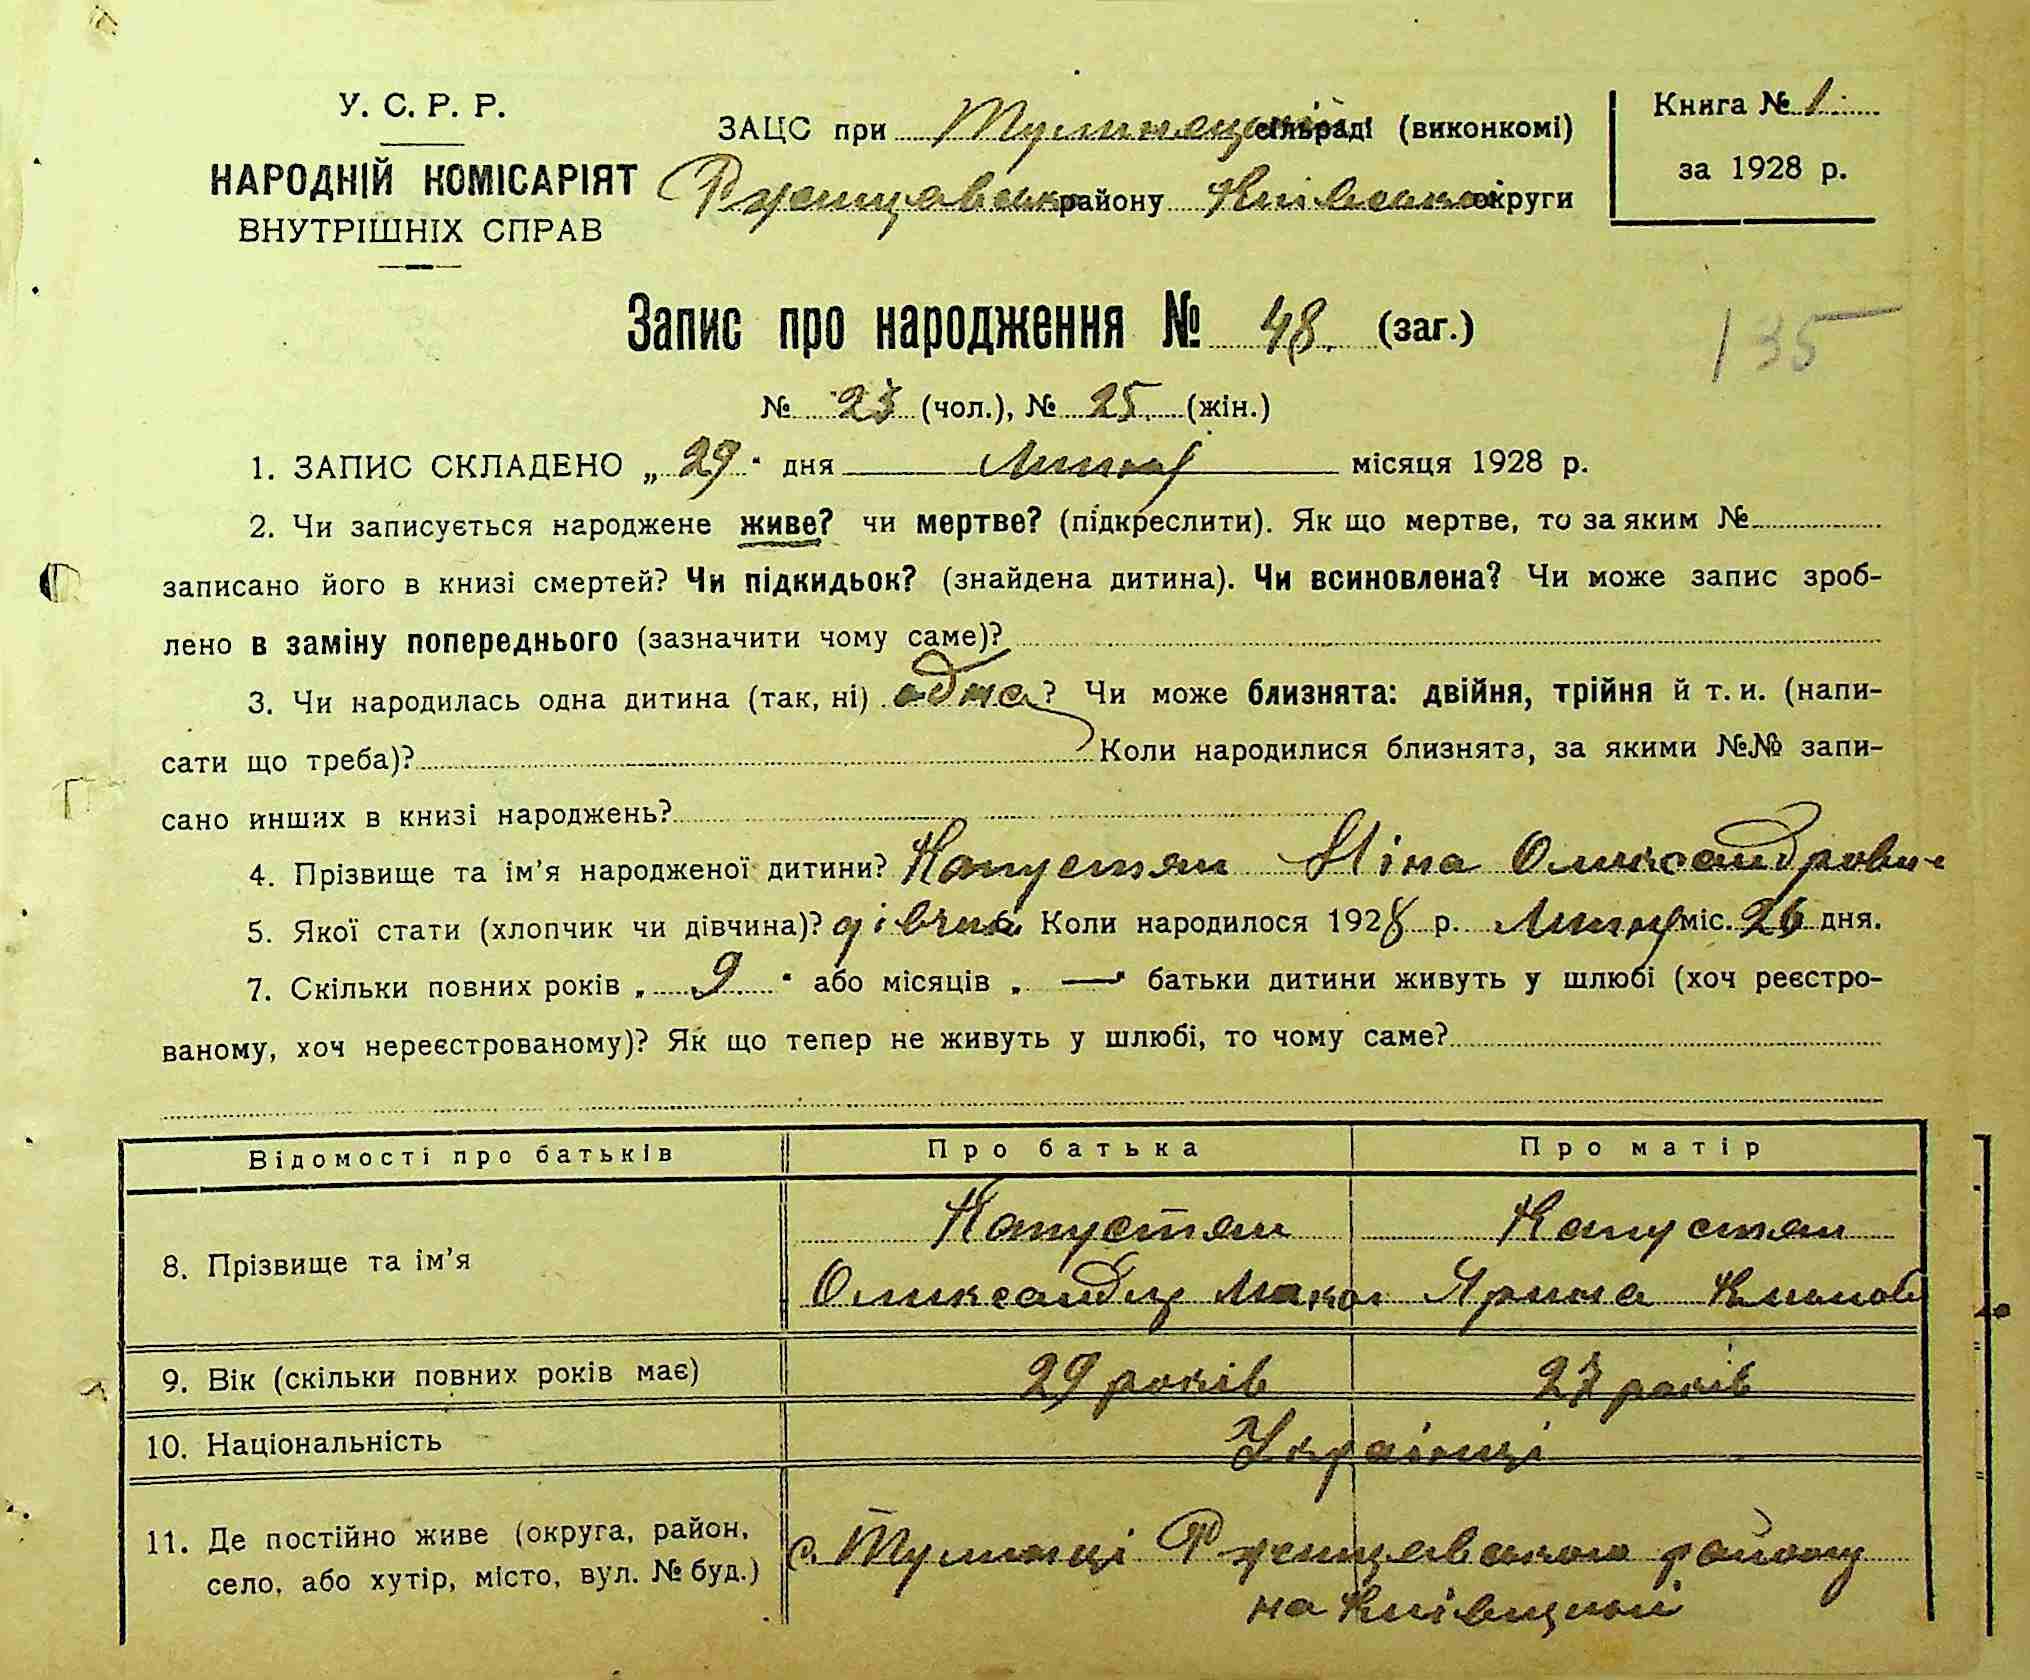 У. С. Р. Р.
НАРОДНІЙ КОМІСАРІЯТ
ВНУТРІШНІХ СПРАВ
ЗАЦС при сільраді (виконкомі)
району Київської округи
Книга № 1
за 1928 р.
Запис про народження № 48. (заг.)
135
№ 23 (чол.), № 25 (жін.)
1. ЗАПИС СКЛАДЕНО „ 29 " дня Липня місяця 1928 р.
2. Чи записується народжене живе? чи мертве? (підкреслити). Як що мертве, то за яким №
записано його в книзі смертей? Чи підкидьок? (знайдена дитина). Чи всиновлена? Чи може запис зроб-
лено в заміну попереднього (зазначити чому саме)?
3. Чи народилась одна дитина (так, ні) одна? Чи може близнята: двійня, трійня й т. и. (напи-
сати що треба)? Коли народилися близнята, за якими №№ запи-
сано инших в книзі народжень?
4. Прізвище та ім’я народженої дитини? Капустян Ніна
5. Якої стати (хлопчик чи дівчина)? дівчина Коли народилося 1928 р. Липня міс. 26 дня.
7. Скільки повних років „ 9 " або місяців „ — " батьки дитини живуть у шлюбі (хоч реєстро-
ваному, хоч нереєстрованому)? Як що тепер не живуть у шлюбі, то чому саме?
Відомості про батьків Про батька Про матір
8. Прізвище та ім’я Капустян Капустян
Ярина
9. Вік (скільки повних років має) 29 років 27 років
10. Національність Українці
11. Де постійно живе (округа, район, с. Тулинці району
село, або хутір, місто, вул. № буд.) на Київщині